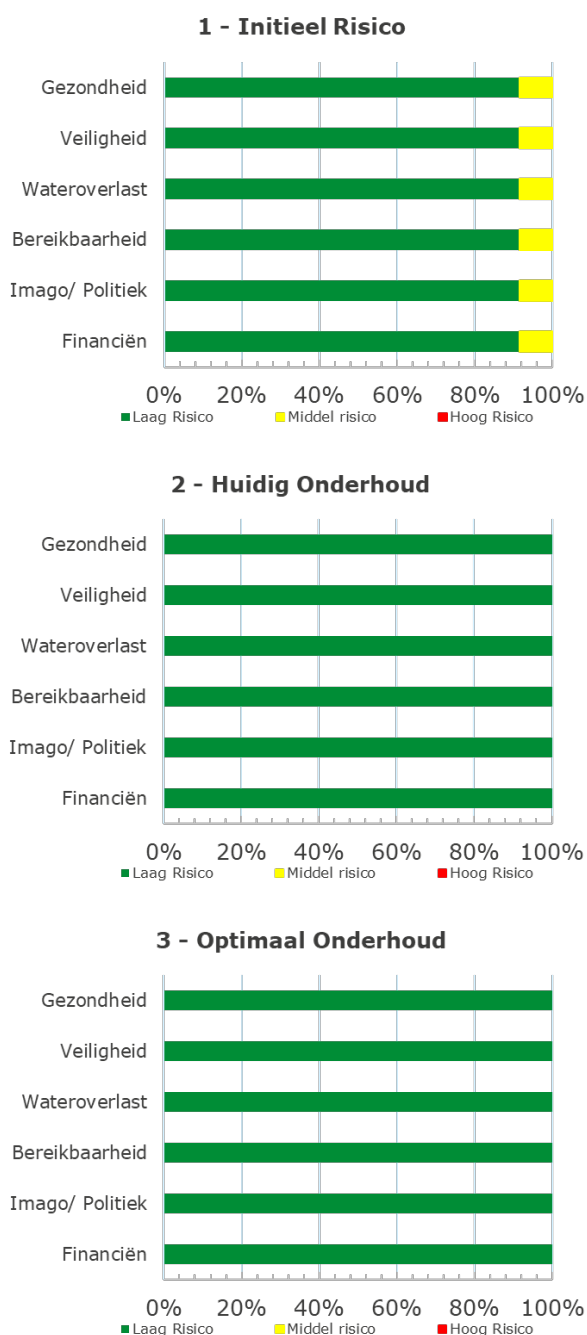 1 - Initieel Risico
Gezondheid
Veiligheid
Wateroverlast
Bereikbaarheid
Imago/ Politiek
Financiën
0% 20% 40% 60% 80% 100%
Laag Risico Middel risico Hoog Risico
2 - Huidig Onderhoud
Gezondheid
Veiligheid
Wateroverlast
Bereikbaarheid
Imago/ Politiek
Financiën
0% 20% 40% 60% 80% 100%
Laag Risico Middel risico Hoog Risico
3 - Optimaal Onderhoud
Gezondheid
Veiligheid
Wateroverlast
Bereikbaarheid
Imago/ Politiek
Financiën
0% 20% 40% 60% 80% 100%
Laag Risico Middel risico Hoog Risico